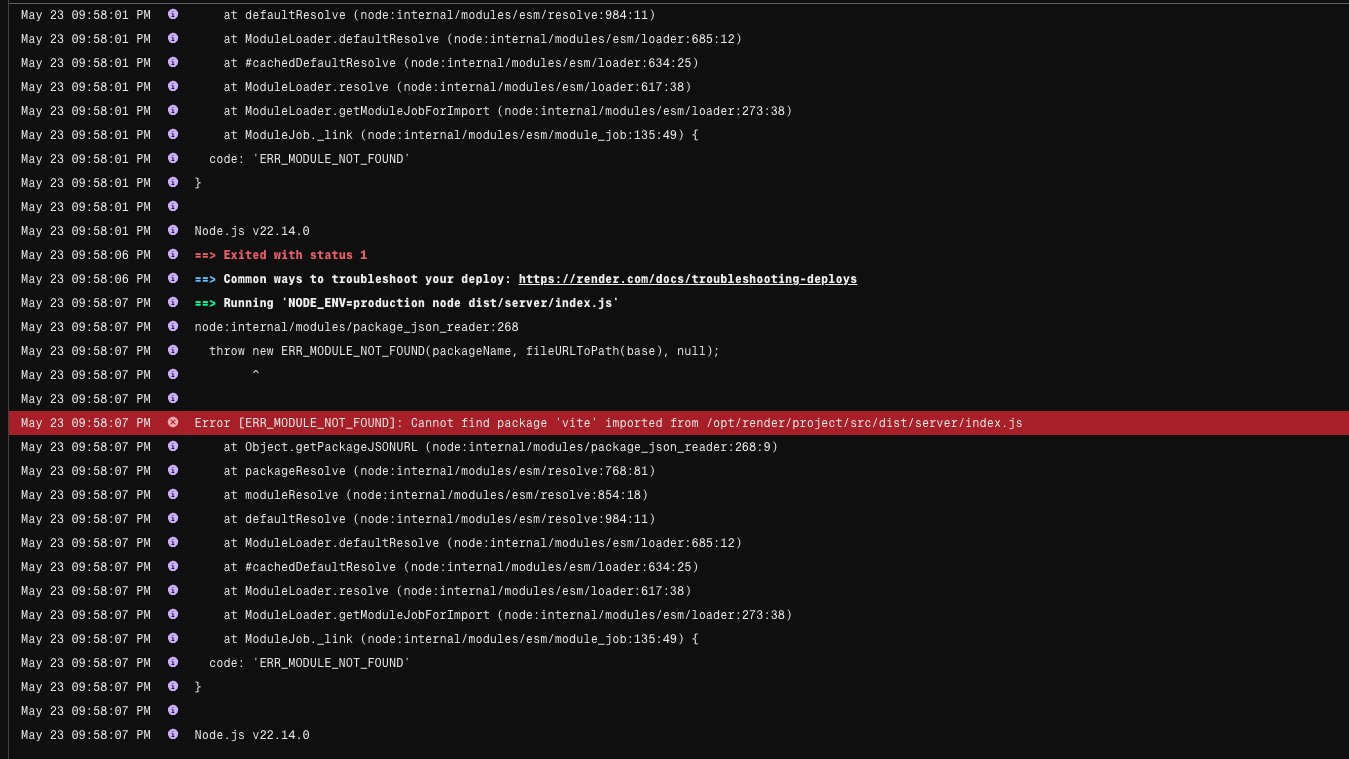 May 23 09:58:01 PM at defaultResolve (node:internal/modules/esm/resolve:984:11)
May 23 09:58:01 PM at ModuleLoader.defaultResolve (node:internal/modules/esm/loader:685:12)
May 23 09:58:01 PM at #cachedDefaultResolve (node:internal/modules/esm/loader:634:25)
May 23 09:58:01 PM at ModuleLoader.resolve (node:internal/modules/esm/loader:617:38)
May 23 09:58:01 PM at ModuleLoader.getModuleJobForImport (node:internal/modules/esm/loader:273:38)
May 23 09:58:01 PM at ModuleJob._link (node:internal/modules/esm/module_job:135:49) {
May 23 09:58:01 PM code: 'ERR_MODULE_NOT_FOUND'
May 23 09:58:01 PM }
May 23 09:58:01 PM
May 23 09:58:01 PM Node.js v22.14.0
May 23 09:58:06 PM ==> Exited with status 1
May 23 09:58:06 PM ==> Common ways to troubleshoot your deploy: https://render.com/docs/troubleshooting-deploys
May 23 09:58:07 PM ==> Running 'NODE_ENV=production node dist/server/index.js'
May 23 09:58:07 PM node:internal/modules/package_json_reader:268
May 23 09:58:07 PM throw new ERR_MODULE_NOT_FOUND(packageName, fileURLToPath(base), null);
May 23 09:58:07 PM ^
May 23 09:58:07 PM
May 23 09:58:07 PM Error [ERR_MODULE_NOT_FOUND]: Cannot find package 'vite' imported from /opt/render/project/src/dist/server/index.js
May 23 09:58:07 PM at Object.getPackageJSONURL (node:internal/modules/package_json_reader:268:9)
May 23 09:58:07 PM at packageResolve (node:internal/modules/esm/resolve:768:81)
May 23 09:58:07 PM at moduleResolve (node:internal/modules/esm/resolve:854:18)
May 23 09:58:07 PM at defaultResolve (node:internal/modules/esm/resolve:984:11)
May 23 09:58:07 PM at ModuleLoader.defaultResolve (node:internal/modules/esm/loader:685:12)
May 23 09:58:07 PM at #cachedDefaultResolve (node:internal/modules/esm/loader:634:25)
May 23 09:58:07 PM at ModuleLoader.resolve (node:internal/modules/esm/loader:617:38)
May 23 09:58:07 PM at ModuleLoader.getModuleJobForImport (node:internal/modules/esm/loader:273:38)
May 23 09:58:07 PM at ModuleJob._link (node:internal/modules/esm/module_job:135:49) {
May 23 09:58:07 PM code: 'ERR_MODULE_NOT_FOUND'
May 23 09:58:07 PM }
May 23 09:58:07 PM
May 23 09:58:07 PM Node.js v22.14.0